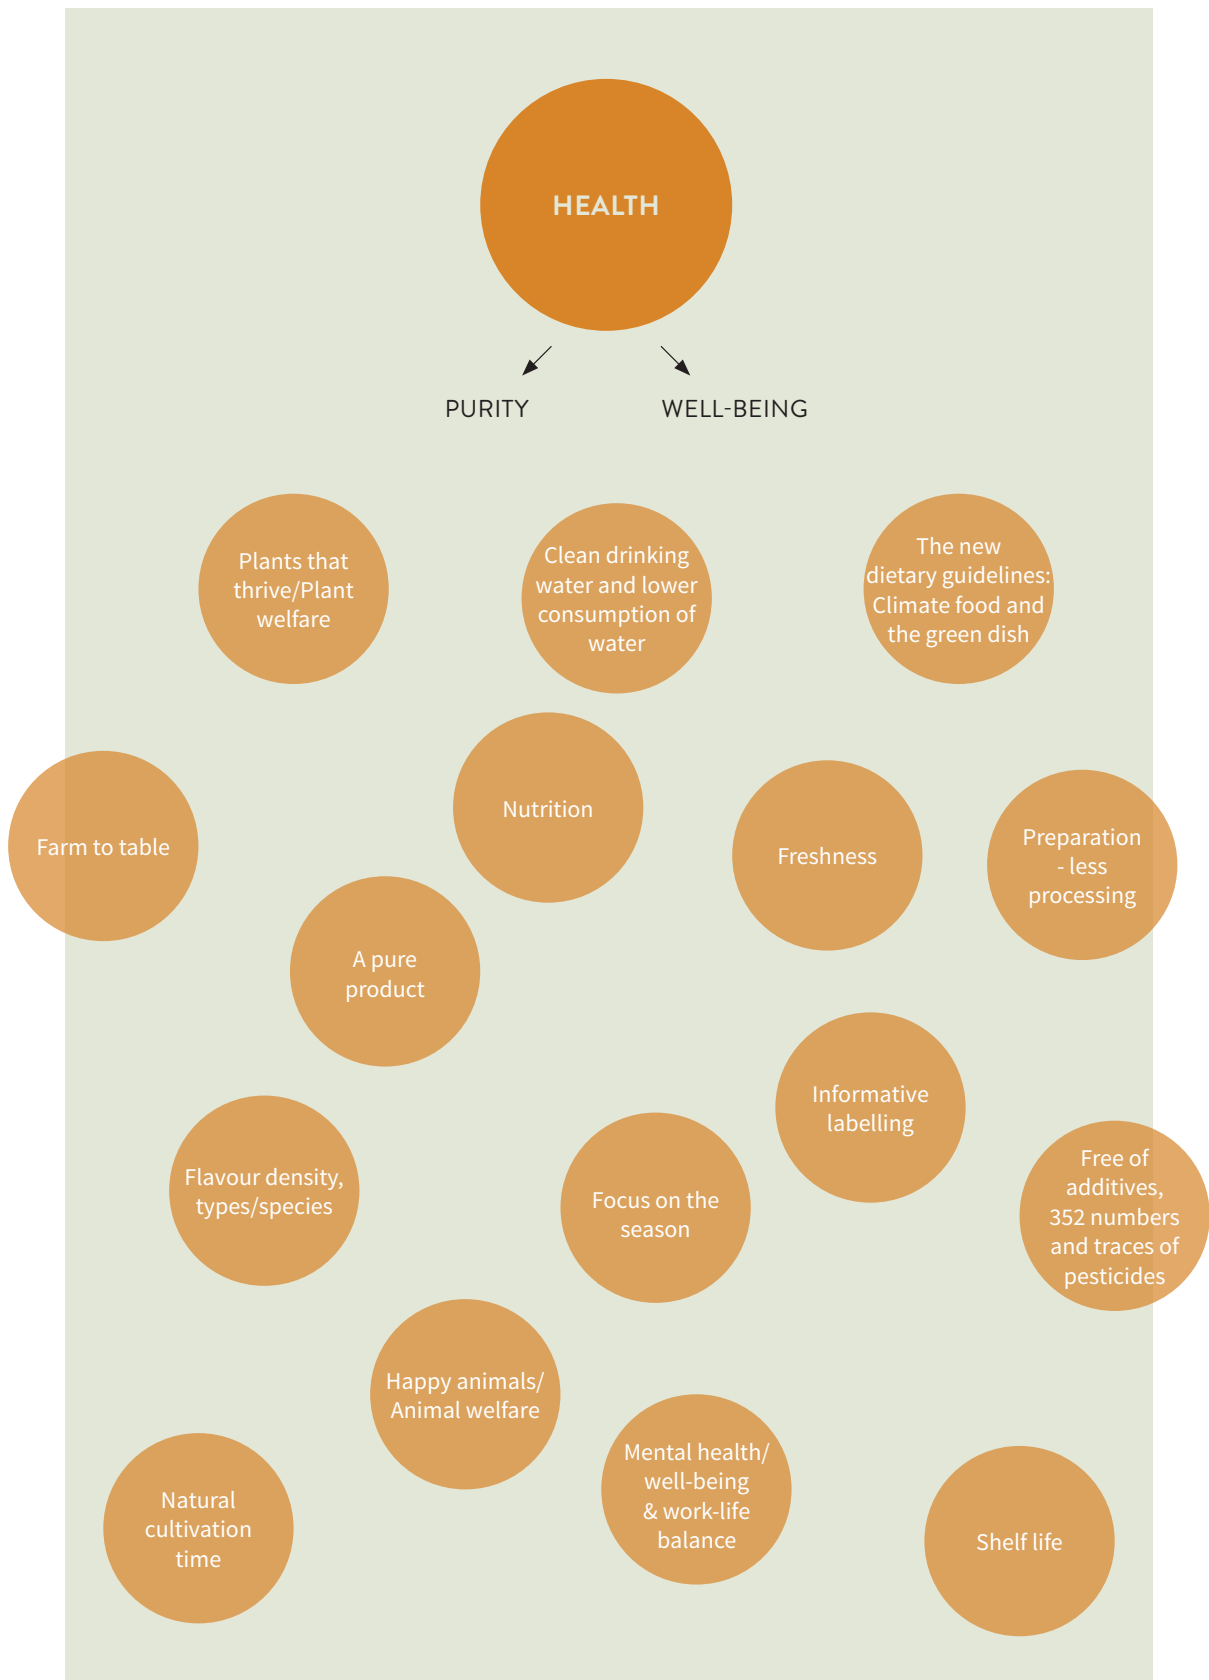 HEALTH
PURITY
WELL-BEING
Plants that
thrive/Plant
welfare
Clean drinking
water and lower
consumption of
water
The new
dietary guidelines:
Climate food and
the green dish
Farm to table
Nutrition
Freshness
Preparation
- less
processing
A pure
product
Informative
labelling
Flavour density,
types/species
Focus on the
season
Free of
additives,
352 numbers
and traces of
pesticides
Happy animals/
Animal welfare
Mental health/
well-being
& work-life
balance
Natural
cultivation
time
Shelf life